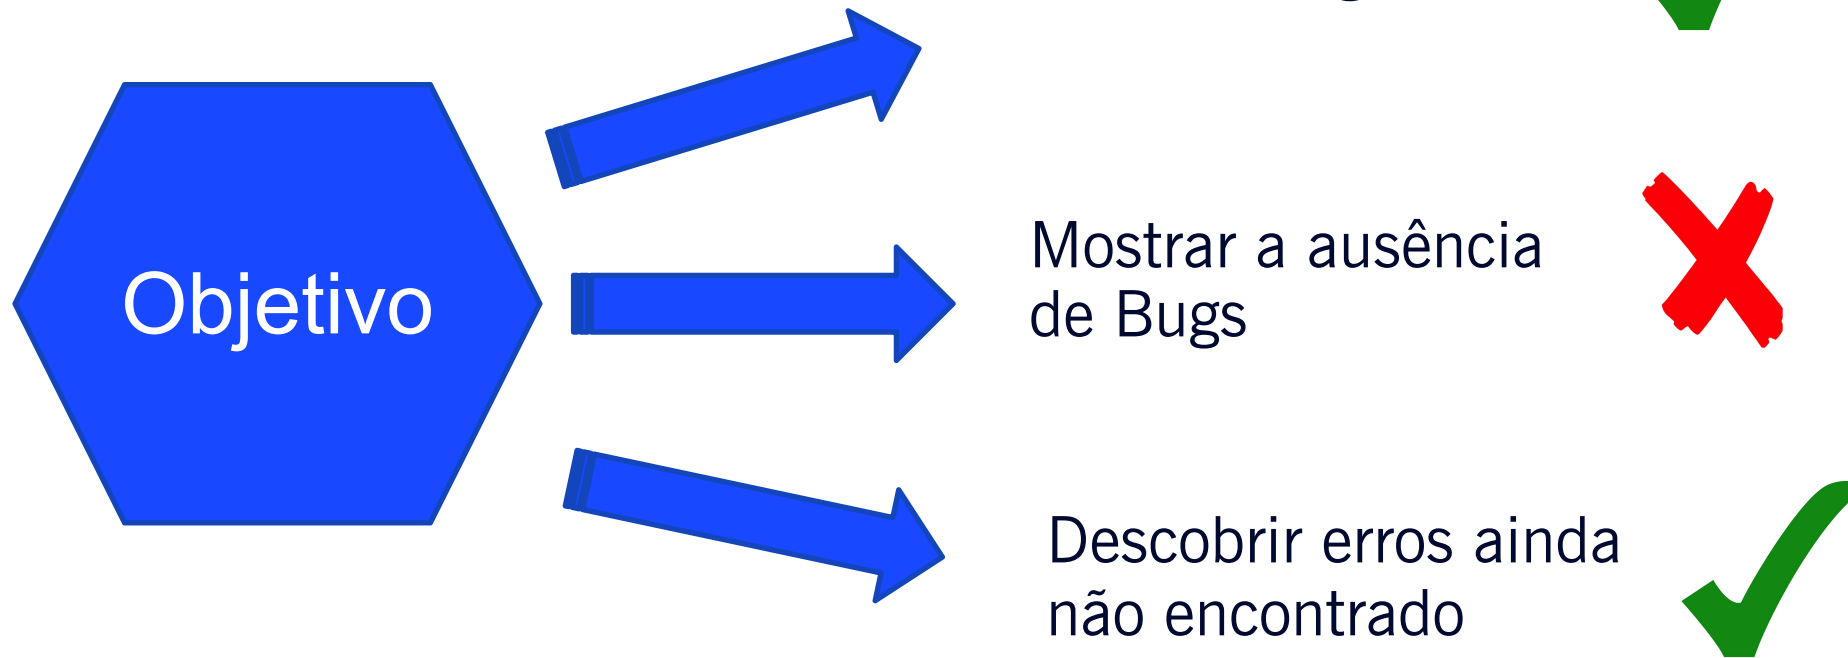 Objetivo
Mostrar a ausência
de Bugs
Descobrir erros ainda
não encontrado